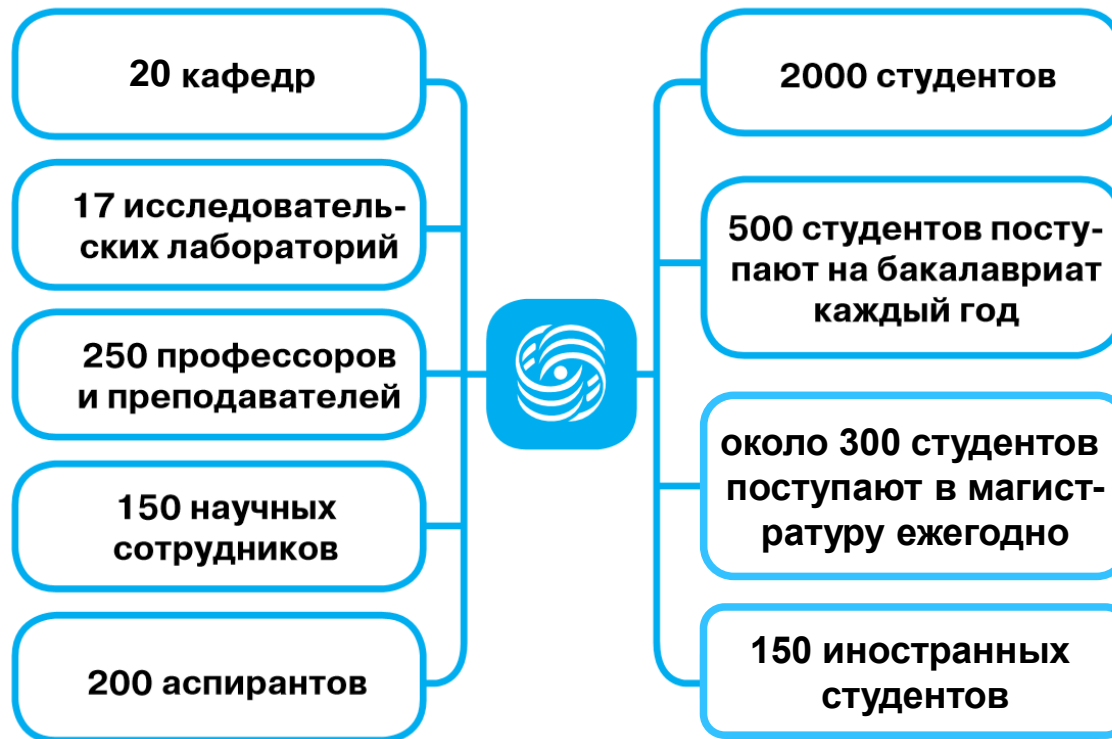 20 кафедр
17 исследователь-
ских лабораторий
250 профессоров
и преподавателей
150 научных
сотрудников
200 аспирантов
2000 студентов
500 студентов посту-
пают на бакалавриат
каждый год
около 300 студентов
поступают в магист-
ратуру ежегодно
150 иностранных
студентов